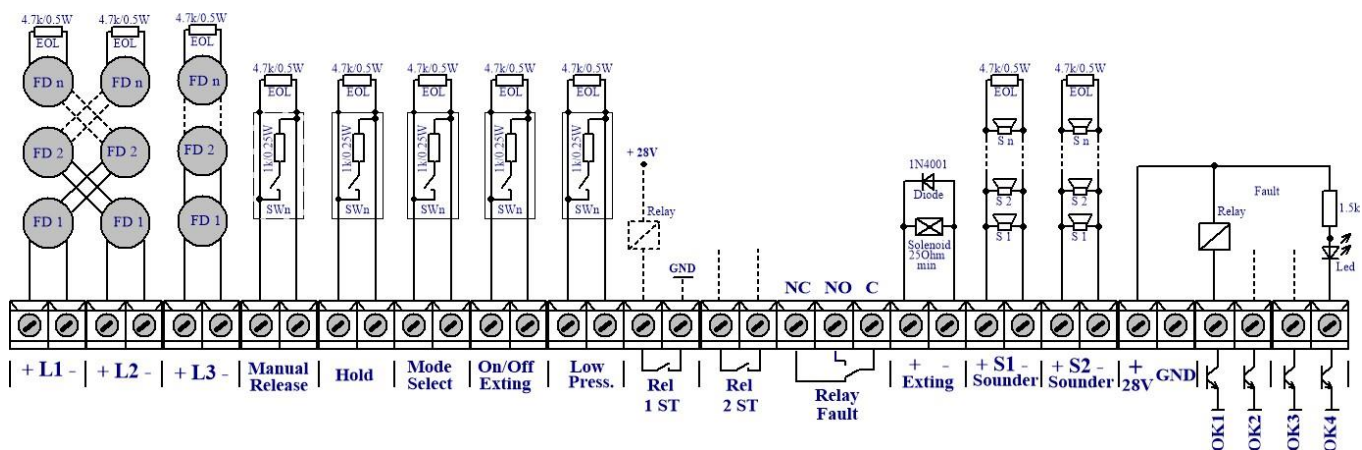 4.7k/0.5W 4.7k/0.5W 4.7k/0.5W
EOL EOL EOL
FD n FD n FD n
FD 2 FD 2 FD 2
FD 1 FD 1 FD 1
4.7k/0.5W 4.7k/0.5W 4.7k/0.5W 4.7k/0.5W 4.7k/0.5W
EOL EOL EOL EOL EOL
1k/0.25W 1k/0.25W 1k/0.25W 1k/0.25W 1k/0.25W
SWn SWn SWn SWn SWn
+ 28V
Relay
GND
NC NO C
1N4001
Diode
Solenoid
25Ohm
min
4.7k/0.5W 4.7k/0.5W
EOL EOL
S n S n
S 2 S 2
S 1 S 1
Fault
Relay
1.5k
Led
+ L1 -
+ L2 -
+ L3 -
Manual
Release
Hold
Mode
Select
On/Off
Exting
Low
Press.
Rel
1 ST
Rel
2 ST
Relay
Fault
+ -
Exting
+ S1 -
Sounder
+ S2 -
Sounder
+
28V GND
OK1
OK2
OK3
OK4